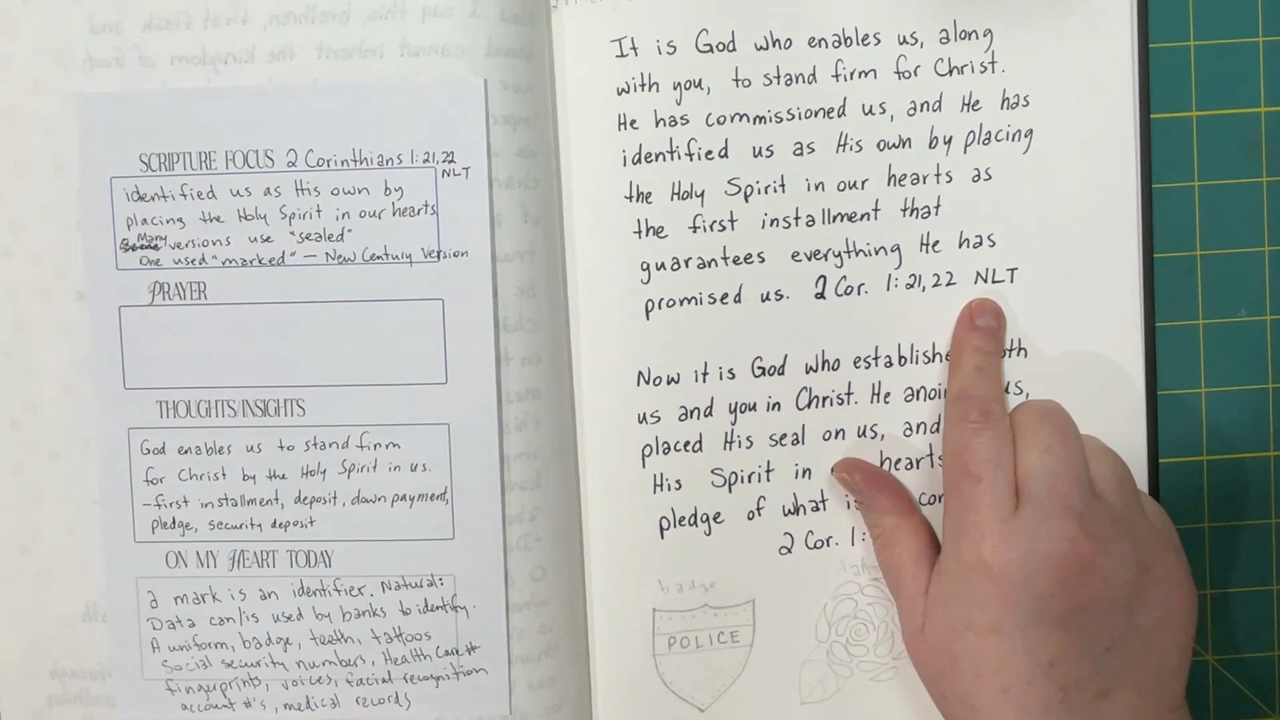 SCRIPTURE FOCUS 2 Corinthians 1:21,22
NLT
identified us as His own by
placing the Holy Spirit in our hearts
Many versions use "sealed"
One used "marked" — New Century Version
PRAYER
THOUGHTS/INSIGHTS
God enables us to stand firm
for Christ by the Holy Spirit in us.
-first installment, deposit, down payment,
pledge, security deposit
ON MY HEART TODAY
a mark is an identifier. Natural:
Data can/is used by banks to identify.
A uniform, badge, teeth, tattoos
Social security numbers, Health Care #
fingerprints, voices, facial recognition
account #'s, medical records
It is God who enables us, along
with you, to stand firm for Christ.
He has commissioned us, and He has
identified us as His own by placing
the Holy Spirit in our hearts as
the first installment that
guarantees everything He has
promised us. 2 Cor. 1:21,22 NLT
Now it is God who
us and you in Christ. He
placed His seal on us, and
His Spirit in hearts
pledge of what
2 Cor. 1:
badge
POLICE